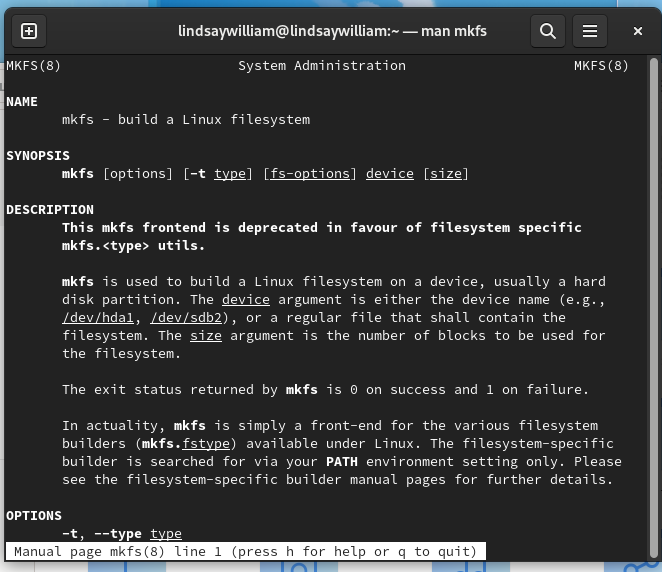 lindsaywilliam@lindsaywilliam:~ — man mkfs
MKFS(8) System Administration MKFS(8)
NAME
mkfs - build a Linux filesystem
SYNOPSIS
mkfs [options] [-t type] [fs-options] device [size]
DESCRIPTION
This mkfs frontend is deprecated in favour of filesystem specific
mkfs.<type> utils.
mkfs is used to build a Linux filesystem on a device, usually a hard
disk partition. The device argument is either the device name (e.g.,
/dev/hda1, /dev/sdb2), or a regular file that shall contain the
filesystem. The size argument is the number of blocks to be used for
the filesystem.
The exit status returned by mkfs is 0 on success and 1 on failure.
In actuality, mkfs is simply a front-end for the various filesystem
builders (mkfs.fstype) available under Linux. The filesystem-specific
builder is searched for via your PATH environment setting only. Please
see the filesystem-specific builder manual pages for further details.
OPTIONS
-t, --type type
Manual page mkfs(8) line 1 (press h for help or q to quit)